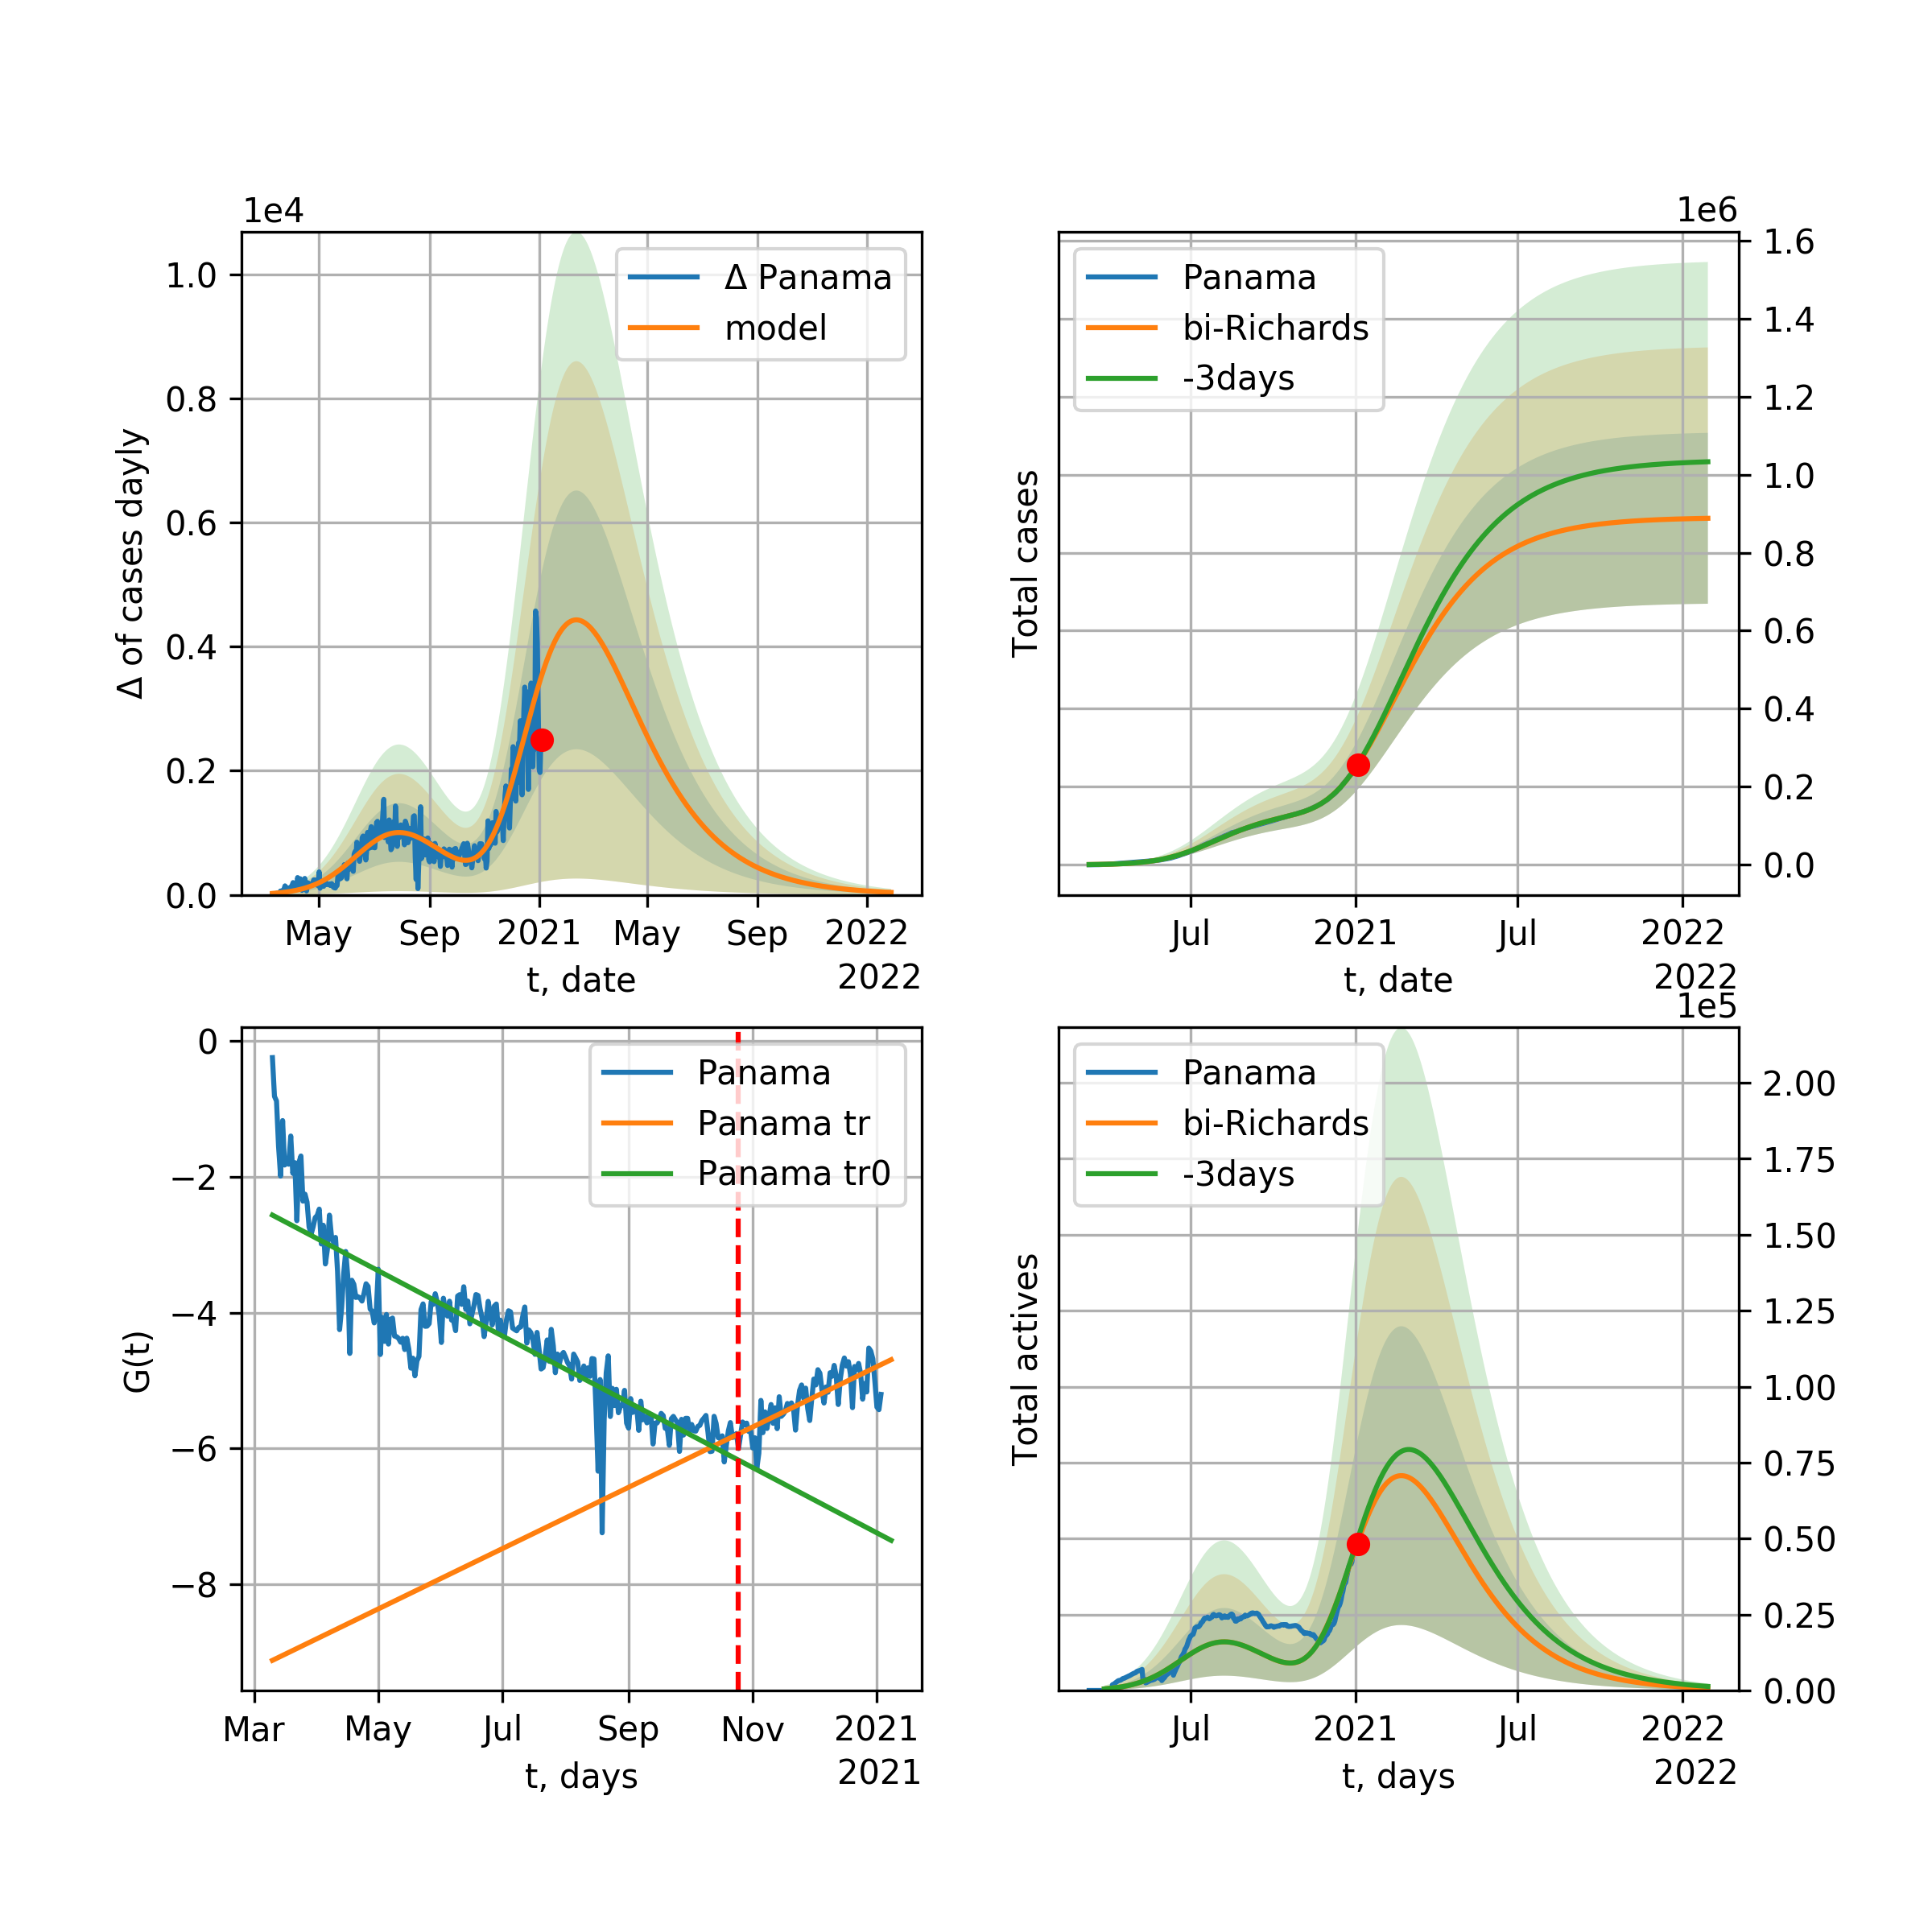 1e4
Δ of cases dayly
1.0
0.8
0.6
0.4
0.2
0.0
Δ Panama
model
May Sep 2021 May Sep 2022
t, date
2022
1e6
Total cases
Panama
bi-Richards
-3days
1.6
1.4
1.2
1.0
0.8
0.6
0.4
0.2
0.0
Jul 2021 Jul 2022
t, date
2022
G(t)
0
−2
−4
−6
−8
Panama
Panama tr
Panama tr0
Mar May Jul Sep Nov 2021
t, days
2021
1e5
Total actives
Panama
bi-Richards
-3days
2.00
1.75
1.50
1.25
1.00
0.75
0.50
0.25
0.00
Jul 2021 Jul 2022
t, days
2022